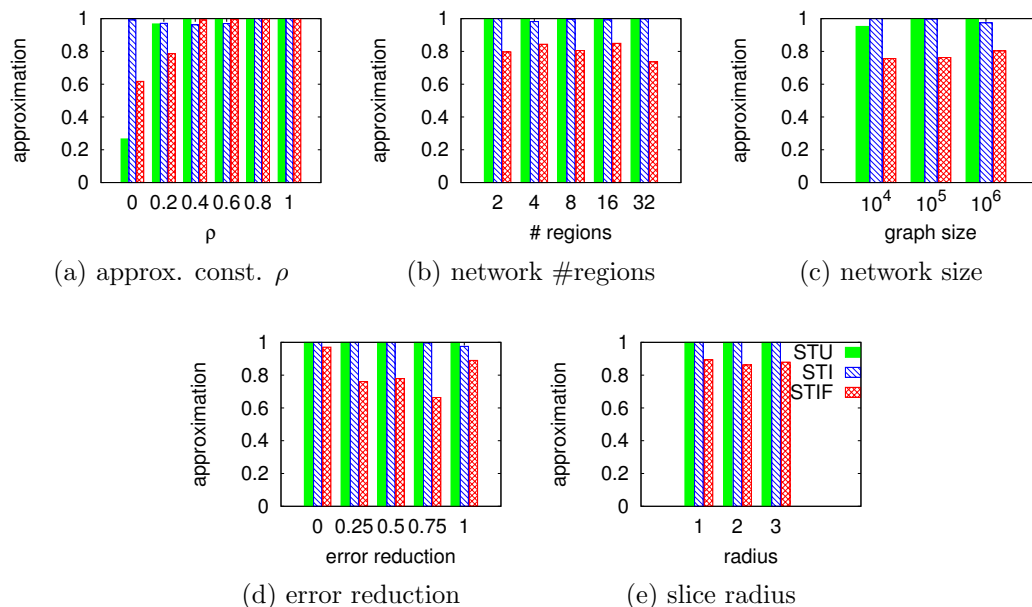 1
0.8
0.6
0.4
0.2
0
approximation
0 0.2 0.4 0.6 0.8 1
ρ
(a) approx. const. ρ
1
0.8
0.6
0.4
0.2
0
approximation
2 4 8 16 32
# regions
(b) network #regions
1
0.8
0.6
0.4
0.2
0
approximation
10^4 10^5 10^6
graph size
(c) network size
1
0.8
0.6
0.4
0.2
0
approximation
0 0.25 0.5 0.75 1
error reduction
(d) error reduction
1
0.8
0.6
0.4
0.2
0
approximation
STU
STI
STIF
1 2 3
radius
(e) slice radius